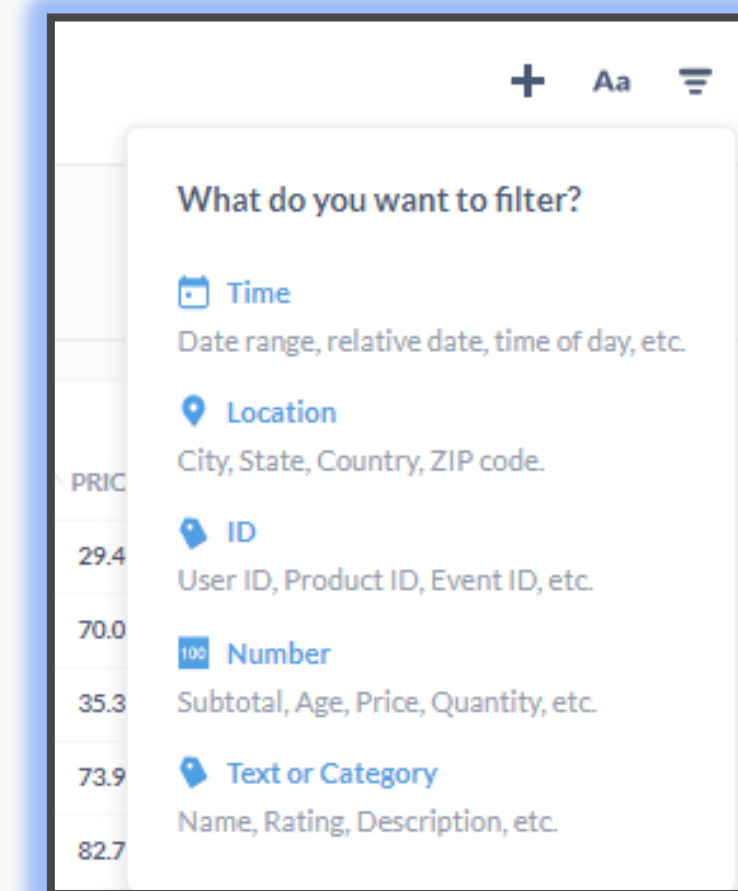 Aa
What do you want to filter?
Time
Date range, relative date, time of day, etc.
Location
City, State, Country, ZIP code.
ID
User ID, Product ID, Event ID, etc.
100 Number
Subtotal, Age, Price, Quantity, etc.
Text or Category
Name, Rating, Description, etc.
PRIC
29.4
70.0
35.3
73.9
82.7